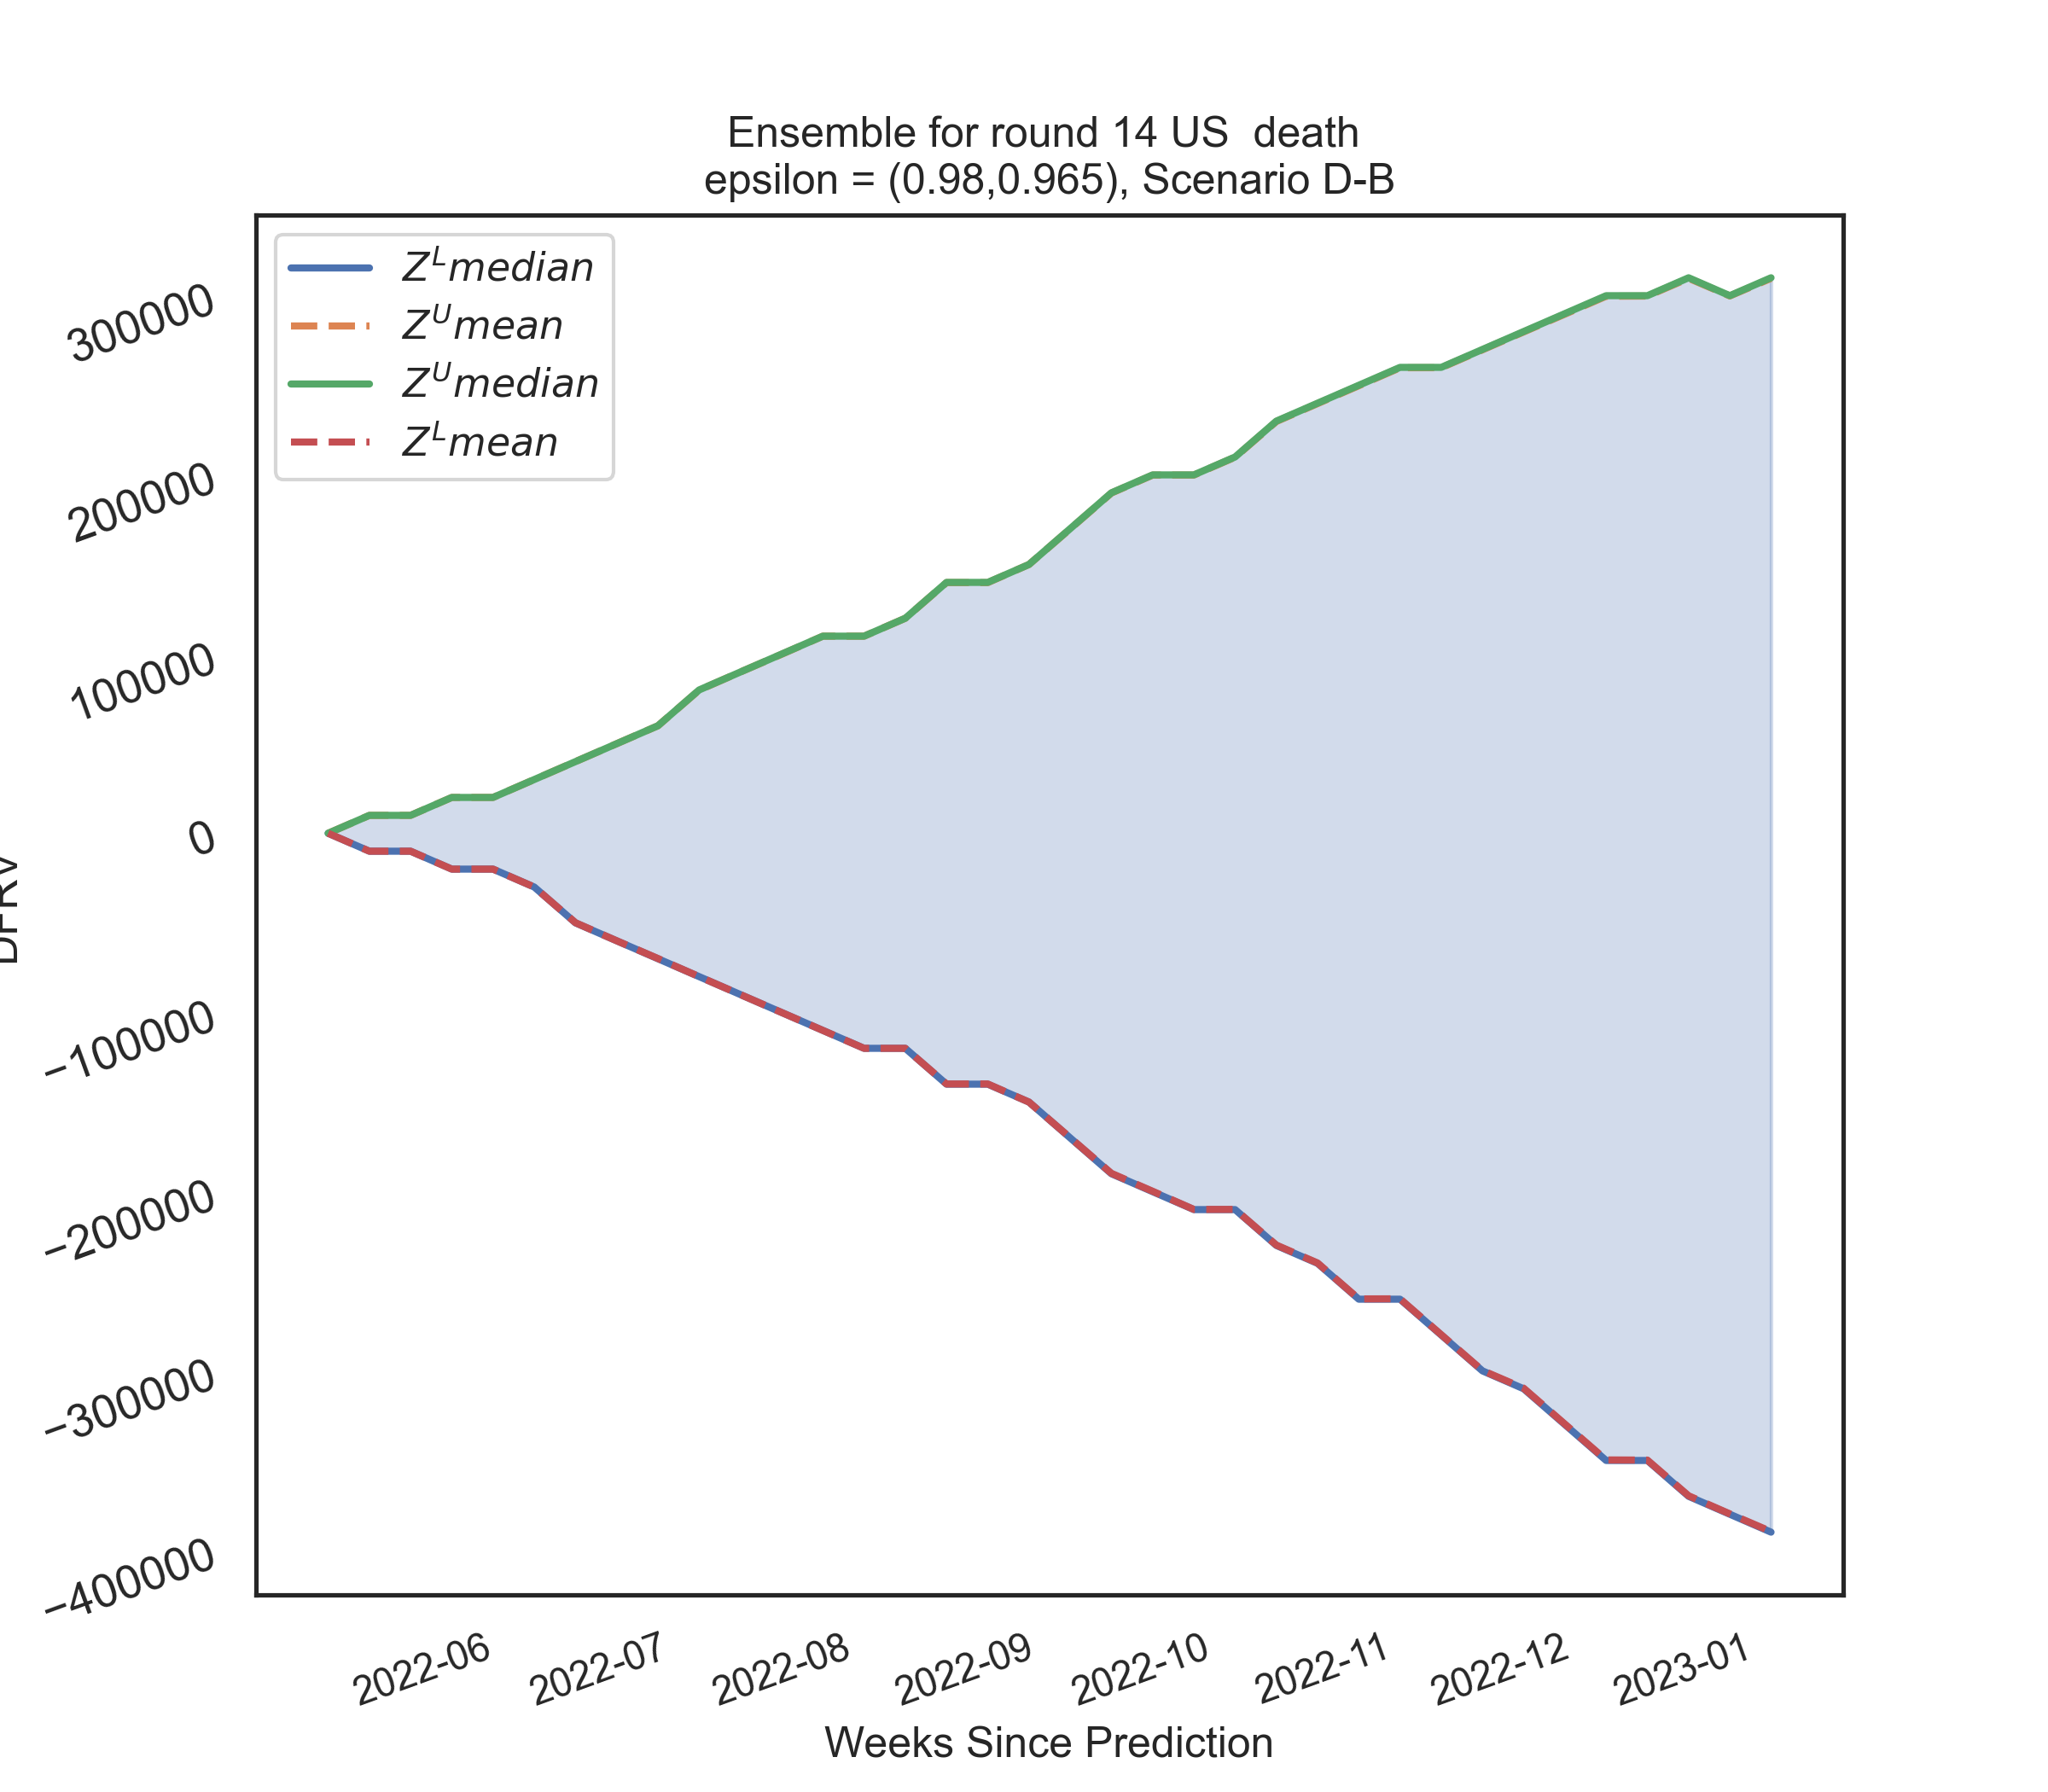 Ensemble for round 14 US  death
epsilon = (0.98,0.965), Scenario D-B
Z^L median
Z^U mean
Z^U median
Z^L mean
300000
200000
100000
0
−100000
−200000
−300000
−400000
2022-06
2022-07
2022-08
2022-09
2022-10
2022-11
2022-12
2023-01
Weeks Since Prediction